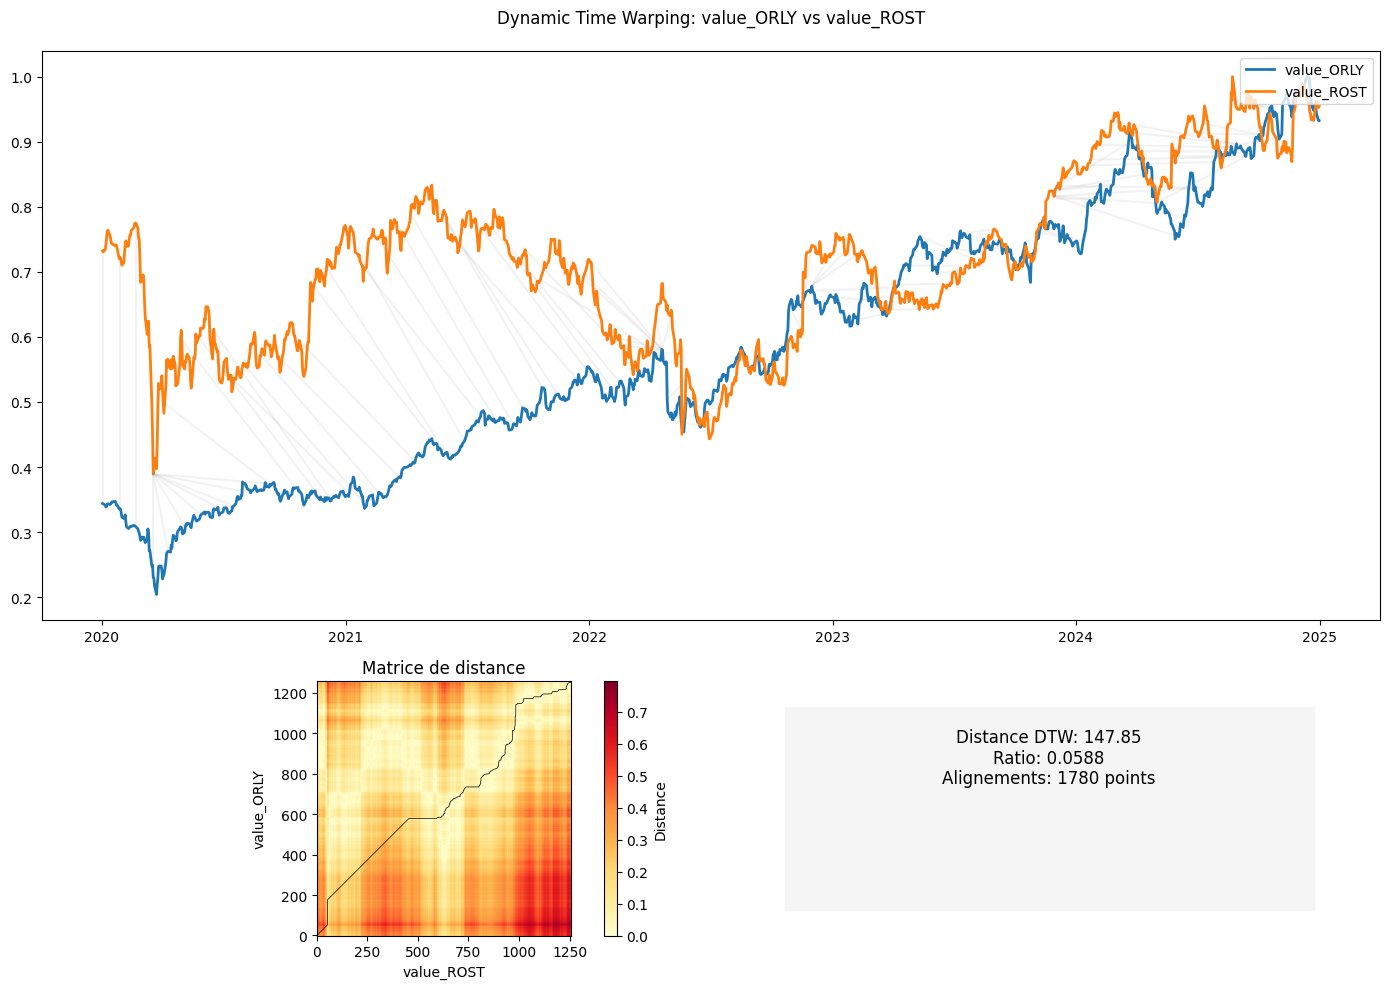 Dynamic Time Warping: value_ORLY vs value_ROST
value_ORLY
value_ROST
1.0
0.9
0.8
0.7
0.6
0.5
0.4
0.3
0.2
2020 2021 2022 2023 2024 2025
Matrice de distance
value_ORLY
1200
1000
800
600
400
200
0
0 250 500 750 1000 1250
value_ROST
0.7
0.6
0.5
0.4
0.3
0.2
0.1
0.0
Distance
Distance DTW: 147.85
Ratio: 0.0588
Alignements: 1780 points